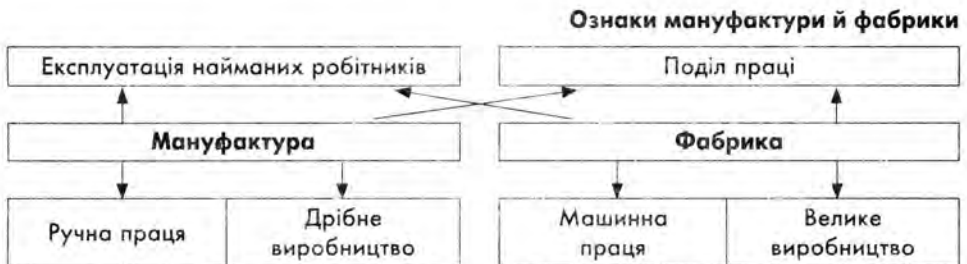 Ознаки мануфактури й фабрики
Експлуатація найманих робітників
Поділ праці
Мануфактура
Фабрика
Ручна праця
Дрібне
виробництво
Машинна
праця
Велике
виробництво